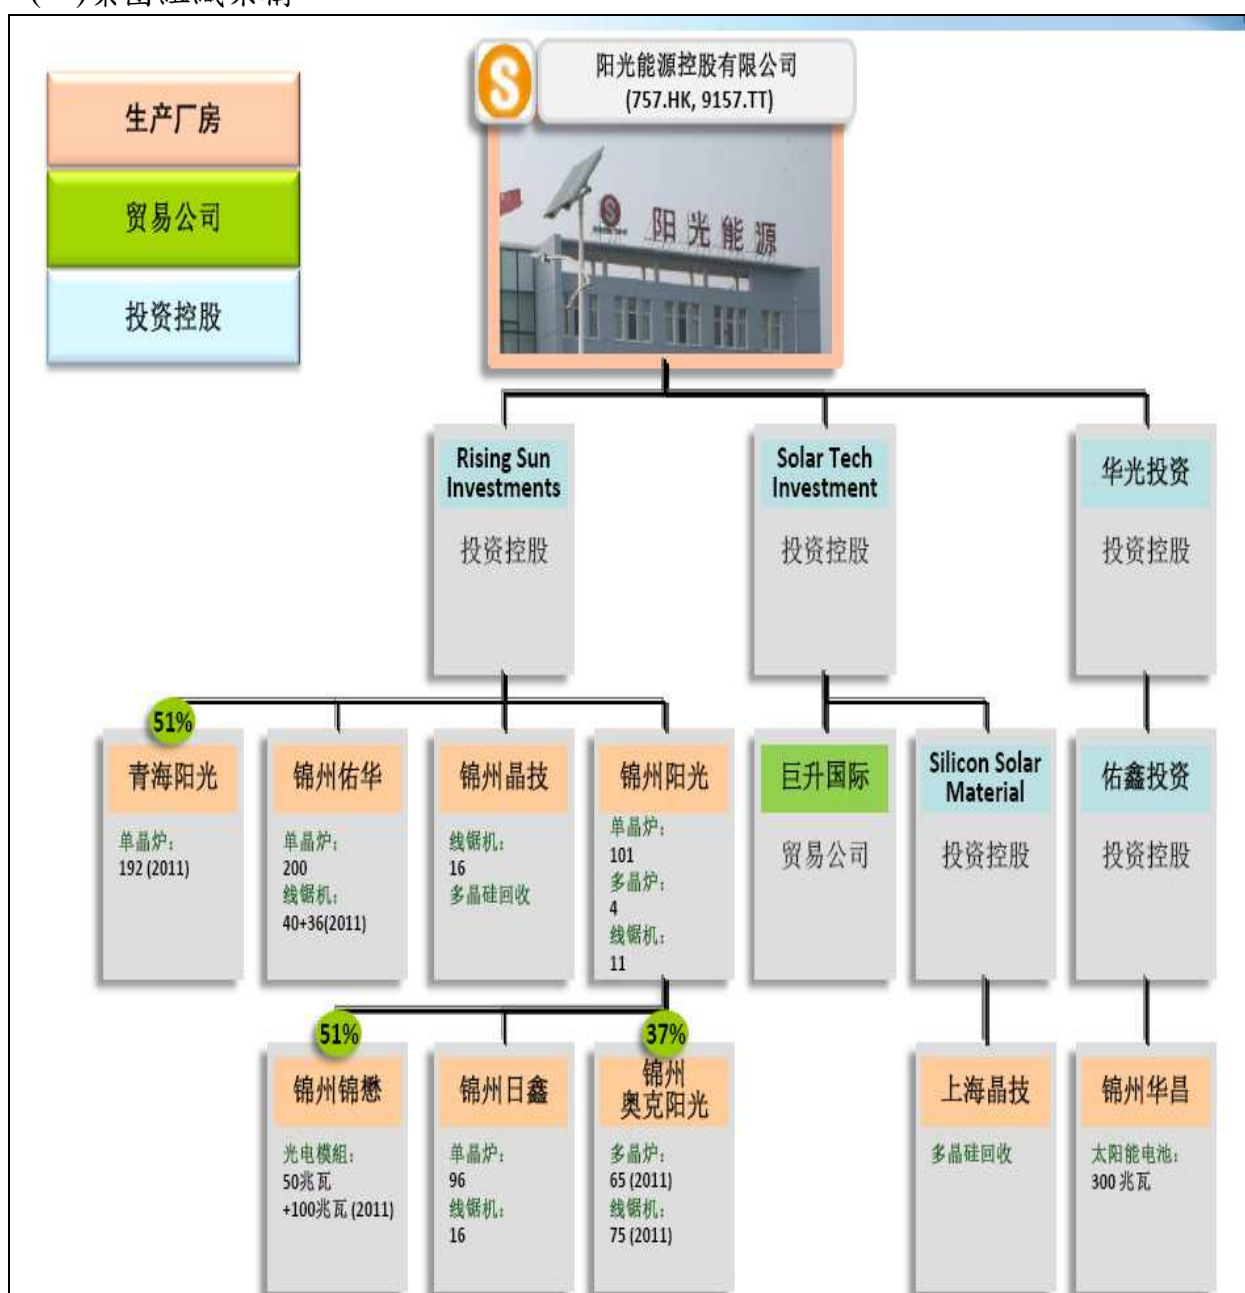 生产厂房
贸易公司
投资控股
阳光能源控股有限公司
(757.HK, 9157.TT)
阳光能源
Rising Sun
Investments
投资控股
Solar Tech
Investment
投资控股
华光投资
投资控股
51%
青海阳光
单晶炉：
192 (2011)
锦州佑华
单晶炉：
200
线锯机：
40+36(2011)
锦州晶技
线锯机：
16
多晶硅回收
锦州阳光
单晶炉：
101
多晶炉：
4
线锯机：
11
巨升国际
贸易公司
Silicon Solar
Material
投资控股
佑鑫投资
投资控股
51%
锦州锦懋
光电模組：
50兆瓦
+100兆瓦 (2011)
锦州日鑫
单晶炉：
96
线锯机：
16
37%
锦州
奥克阳光
多晶炉：
65 (2011)
线锯机：
75 (2011)
上海晶技
多晶硅回收
锦州华昌
太阳能电池：
300 兆瓦